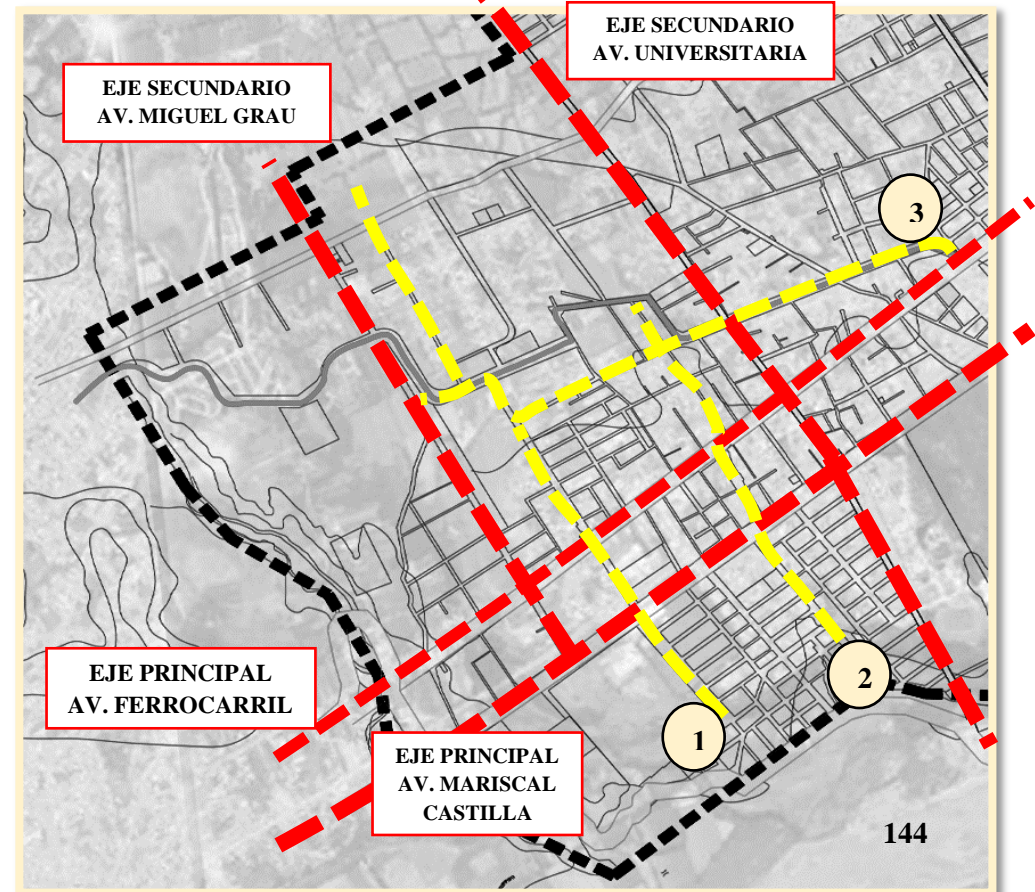 EJE SECUNDARIO
AV. UNIVERSITARIA
EJE SECUNDARIO
AV. MIGUEL GRAU
3
EJE PRINCIPAL
AV. FERROCARRIL
2
1
EJE PRINCIPAL
AV. MARISCAL
CASTILLA
144